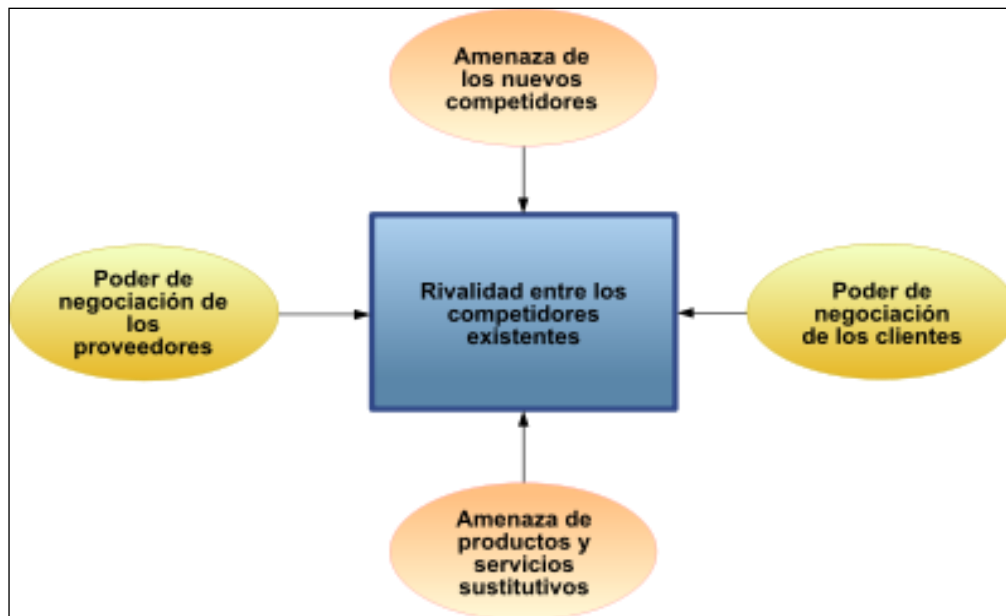 Amenaza de
los nuevos
competidores
Poder de
negociación de
los
proveedores
Rivalidad entre los
competidores
existentes
Poder de
negociación
de los clientes
Amenaza de
productos y
servicios
sustitutivos